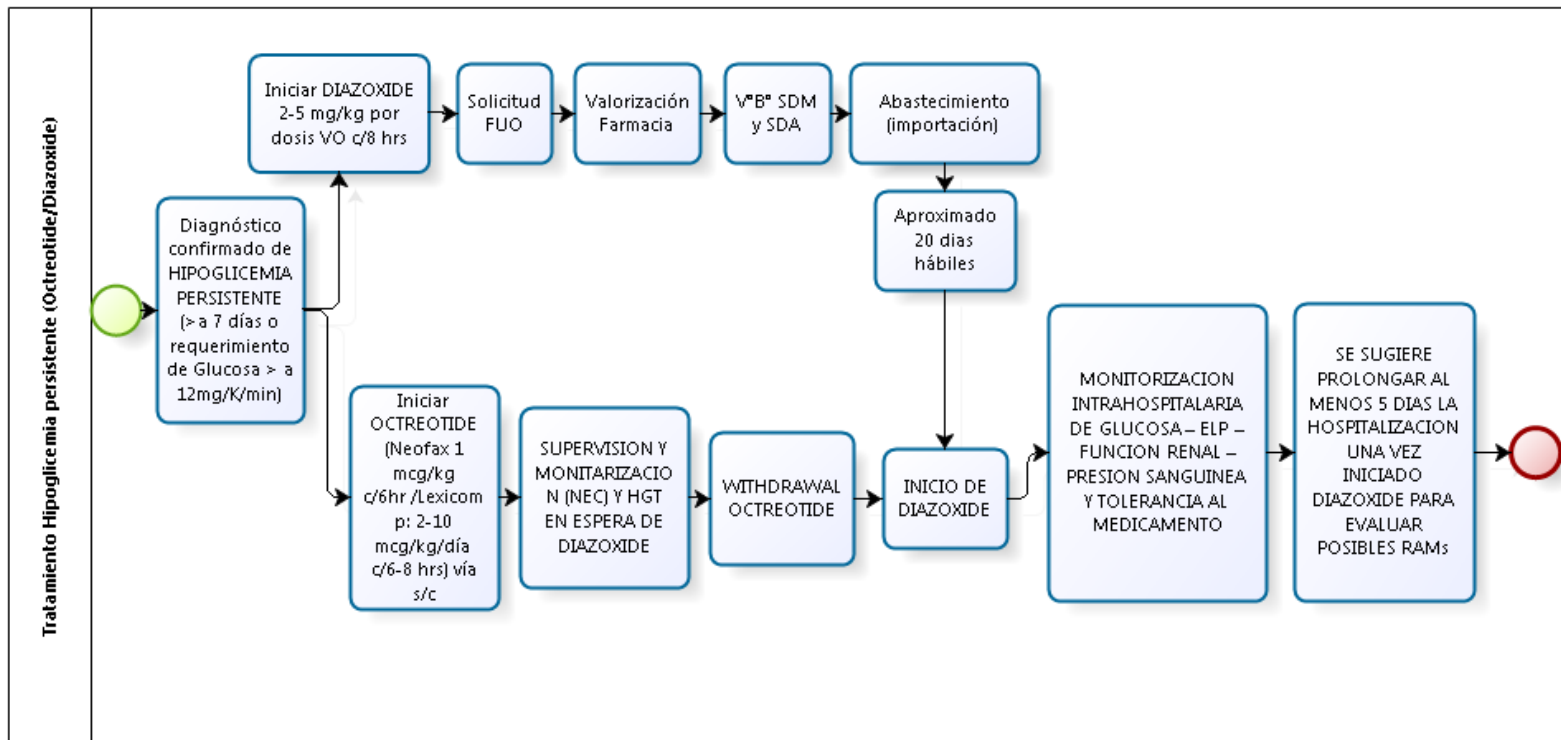 Tratamiento Hipoglicemia persistente (Octreotide/Diazoxide)
Diagnóstico
confirmado de
HIPOGLICEMIA
PERSISTENTE
(> a 7 días o
requerimiento
de Glucosa > a
12mg/K/min)
Iniciar DIAZOXIDE
2-5 mg/kg por
dosis VO c/8 hrs
Solicitud
FUO
Valorización
Farmacia
V°B° SDM
y SDA
Abastecimiento
(importación)
Aproximado
20 dias
hábiles
Iniciar
OCTREOTIDE
(Neofax 1
mcg/kg
c/6hr /Lexicom
p: 2-10
mcg/kg/día
c/6-8 hrs) vía
s/c
SUPERVISION Y
MONITARIZACIO
N (NEC) Y HGT
EN ESPERA DE
DIAZOXIDE
WITHDRAWAL
OCTREOTIDE
INICIO DE
DIAZOXIDE
MONITORIZACION
INTRAHOSPITALARIA
DE GLUCOSA – ELP –
FUNCION RENAL –
PRESION SANGUINEA
Y TOLERANCIA AL
MEDICAMENTO
SE SUGIERE
PROLONGAR AL
MENOS 5 DIAS LA
HOSPITALIZACION
UNA VEZ
INICIADO
DIAZOXIDE PARA
EVALUAR
POSIBLES RAMs